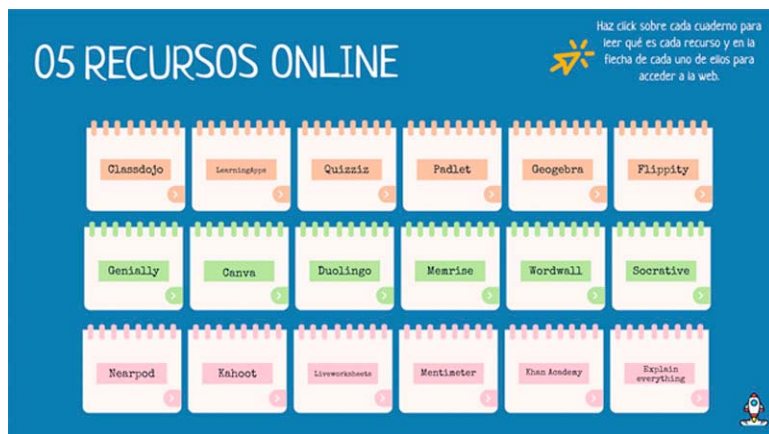 Haz click sobre cada cuaderno para
leer qué es cada recurso y en la
flecha de cada uno de ellos para
acceder a la web.
05 RECURSOS ONLINE
Classdojo
LearningApps
Quizziz
Padlet
Geogebra
Flippity
Genially
Canva
Duolingo
Memrise
Wordwall
Socrative
Nearpod
Kahoot
Liveworksheets
Mentimeter
Khan Academy
Explain
everything